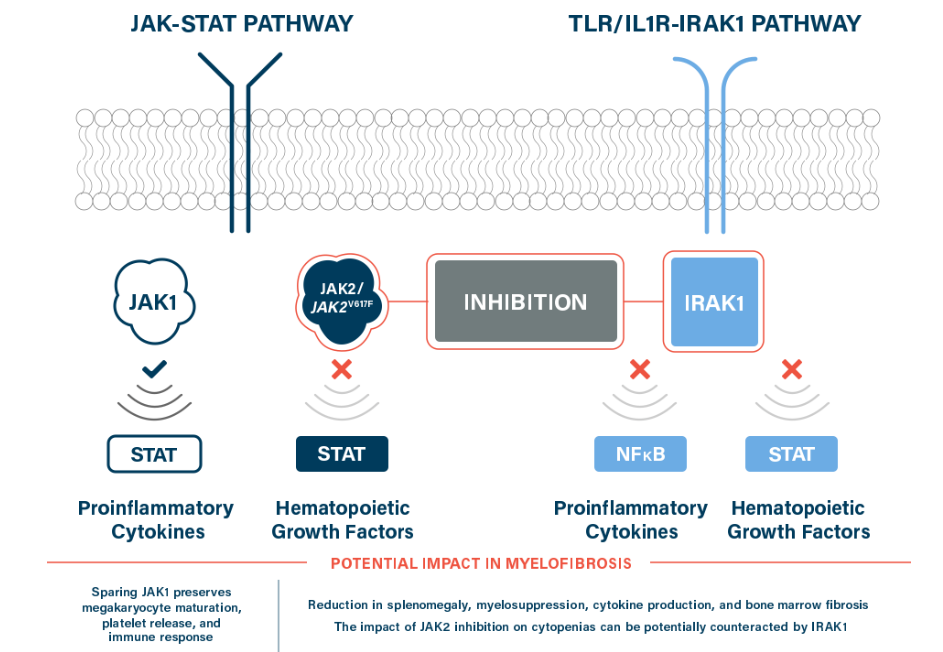 JAK-STAT PATHWAY
TLR/IL1R-IRAK1 PATHWAY
JAK1
JAK2/
JAK2V617F
INHIBITION
IRAK1
STAT
STAT
NFκB
STAT
Proinflammatory
Cytokines
Hematopoietic
Growth Factors
Proinflammatory
Cytokines
Hematopoietic
Growth Factors
POTENTIAL IMPACT IN MYELOFIBROSIS
Sparing JAK1 preserves
megakaryocyte maturation,
platelet release, and
immune response
Reduction in splenomegaly, myelosuppression, cytokine production, and bone marrow fibrosis
The impact of JAK2 inhibition on cytopenias can be potentially counteracted by IRAK1